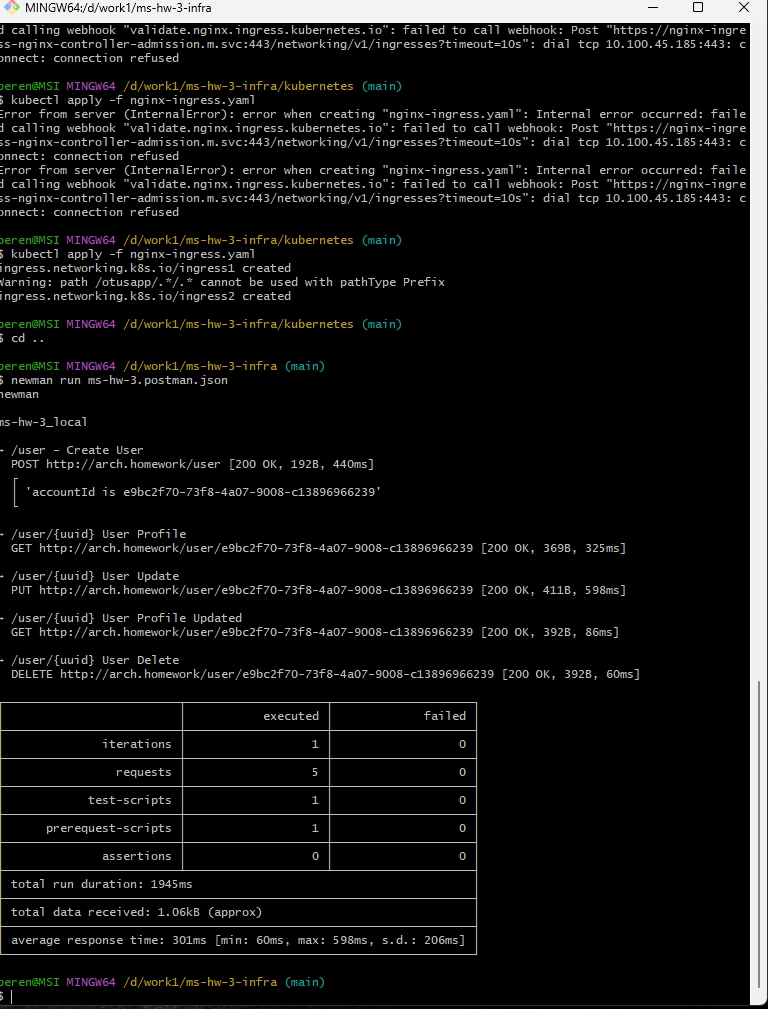 MINGW64:/d/work1/ms-hw-3-infra
d calling webhook "validate.nginx.ingress.kubernetes.io": failed to call webhook: Post "https://nginx-ingre
ss-nginx-controller-admission.m.svc:443/networking/v1/ingresses?timeout=10s": dial tcp 10.100.45.185:443: c
onnect: connection refused
beren@MSI MINGW64 /d/work1/ms-hw-3-infra/kubernetes (main)
$ kubectl apply -f nginx-ingress.yaml
Error from server (InternalError): error when creating "nginx-ingress.yaml": Internal error occurred: faile
d calling webhook "validate.nginx.ingress.kubernetes.io": failed to call webhook: Post "https://nginx-ingre
ss-nginx-controller-admission.m.svc:443/networking/v1/ingresses?timeout=10s": dial tcp 10.100.45.185:443: c
onnect: connection refused
Error from server (InternalError): error when creating "nginx-ingress.yaml": Internal error occurred: faile
d calling webhook "validate.nginx.ingress.kubernetes.io": failed to call webhook: Post "https://nginx-ingre
ss-nginx-controller-admission.m.svc:443/networking/v1/ingresses?timeout=10s": dial tcp 10.100.45.185:443: c
onnect: connection refused
beren@MSI MINGW64 /d/work1/ms-hw-3-infra/kubernetes (main)
$ kubectl apply -f nginx-ingress.yaml
ingress.networking.k8s.io/ingress1 created
Warning: path /otusapp/.*/.* cannot be used with pathType Prefix
ingress.networking.k8s.io/ingress2 created
beren@MSI MINGW64 /d/work1/ms-hw-3-infra/kubernetes (main)
$ cd ..
beren@MSI MINGW64 /d/work1/ms-hw-3-infra (main)
$ newman run ms-hw-3.postman.json
newman
ms-hw-3_local
→ /user - Create User
POST http://arch.homework/user [200 OK, 192B, 440ms]
'accountId is e9bc2f70-73f8-4a07-9008-c13896966239'
→ /user/{uuid} User Profile
GET http://arch.homework/user/e9bc2f70-73f8-4a07-9008-c13896966239 [200 OK, 369B, 325ms]
→ /user/{uuid} User Update
PUT http://arch.homework/user/e9bc2f70-73f8-4a07-9008-c13896966239 [200 OK, 411B, 598ms]
→ /user/{uuid} User Profile Updated
GET http://arch.homework/user/e9bc2f70-73f8-4a07-9008-c13896966239 [200 OK, 392B, 86ms]
→ /user/{uuid} User Delete
DELETE http://arch.homework/user/e9bc2f70-73f8-4a07-9008-c13896966239 [200 OK, 392B, 60ms]
executed failed
iterations 1 0
requests 5 0
test-scripts 1 0
prerequest-scripts 1 0
assertions 0 0
total run duration: 1945ms
total data received: 1.06kB (approx)
average response time: 301ms [min: 60ms, max: 598ms, s.d.: 206ms]
beren@MSI MINGW64 /d/work1/ms-hw-3-infra (main)
$